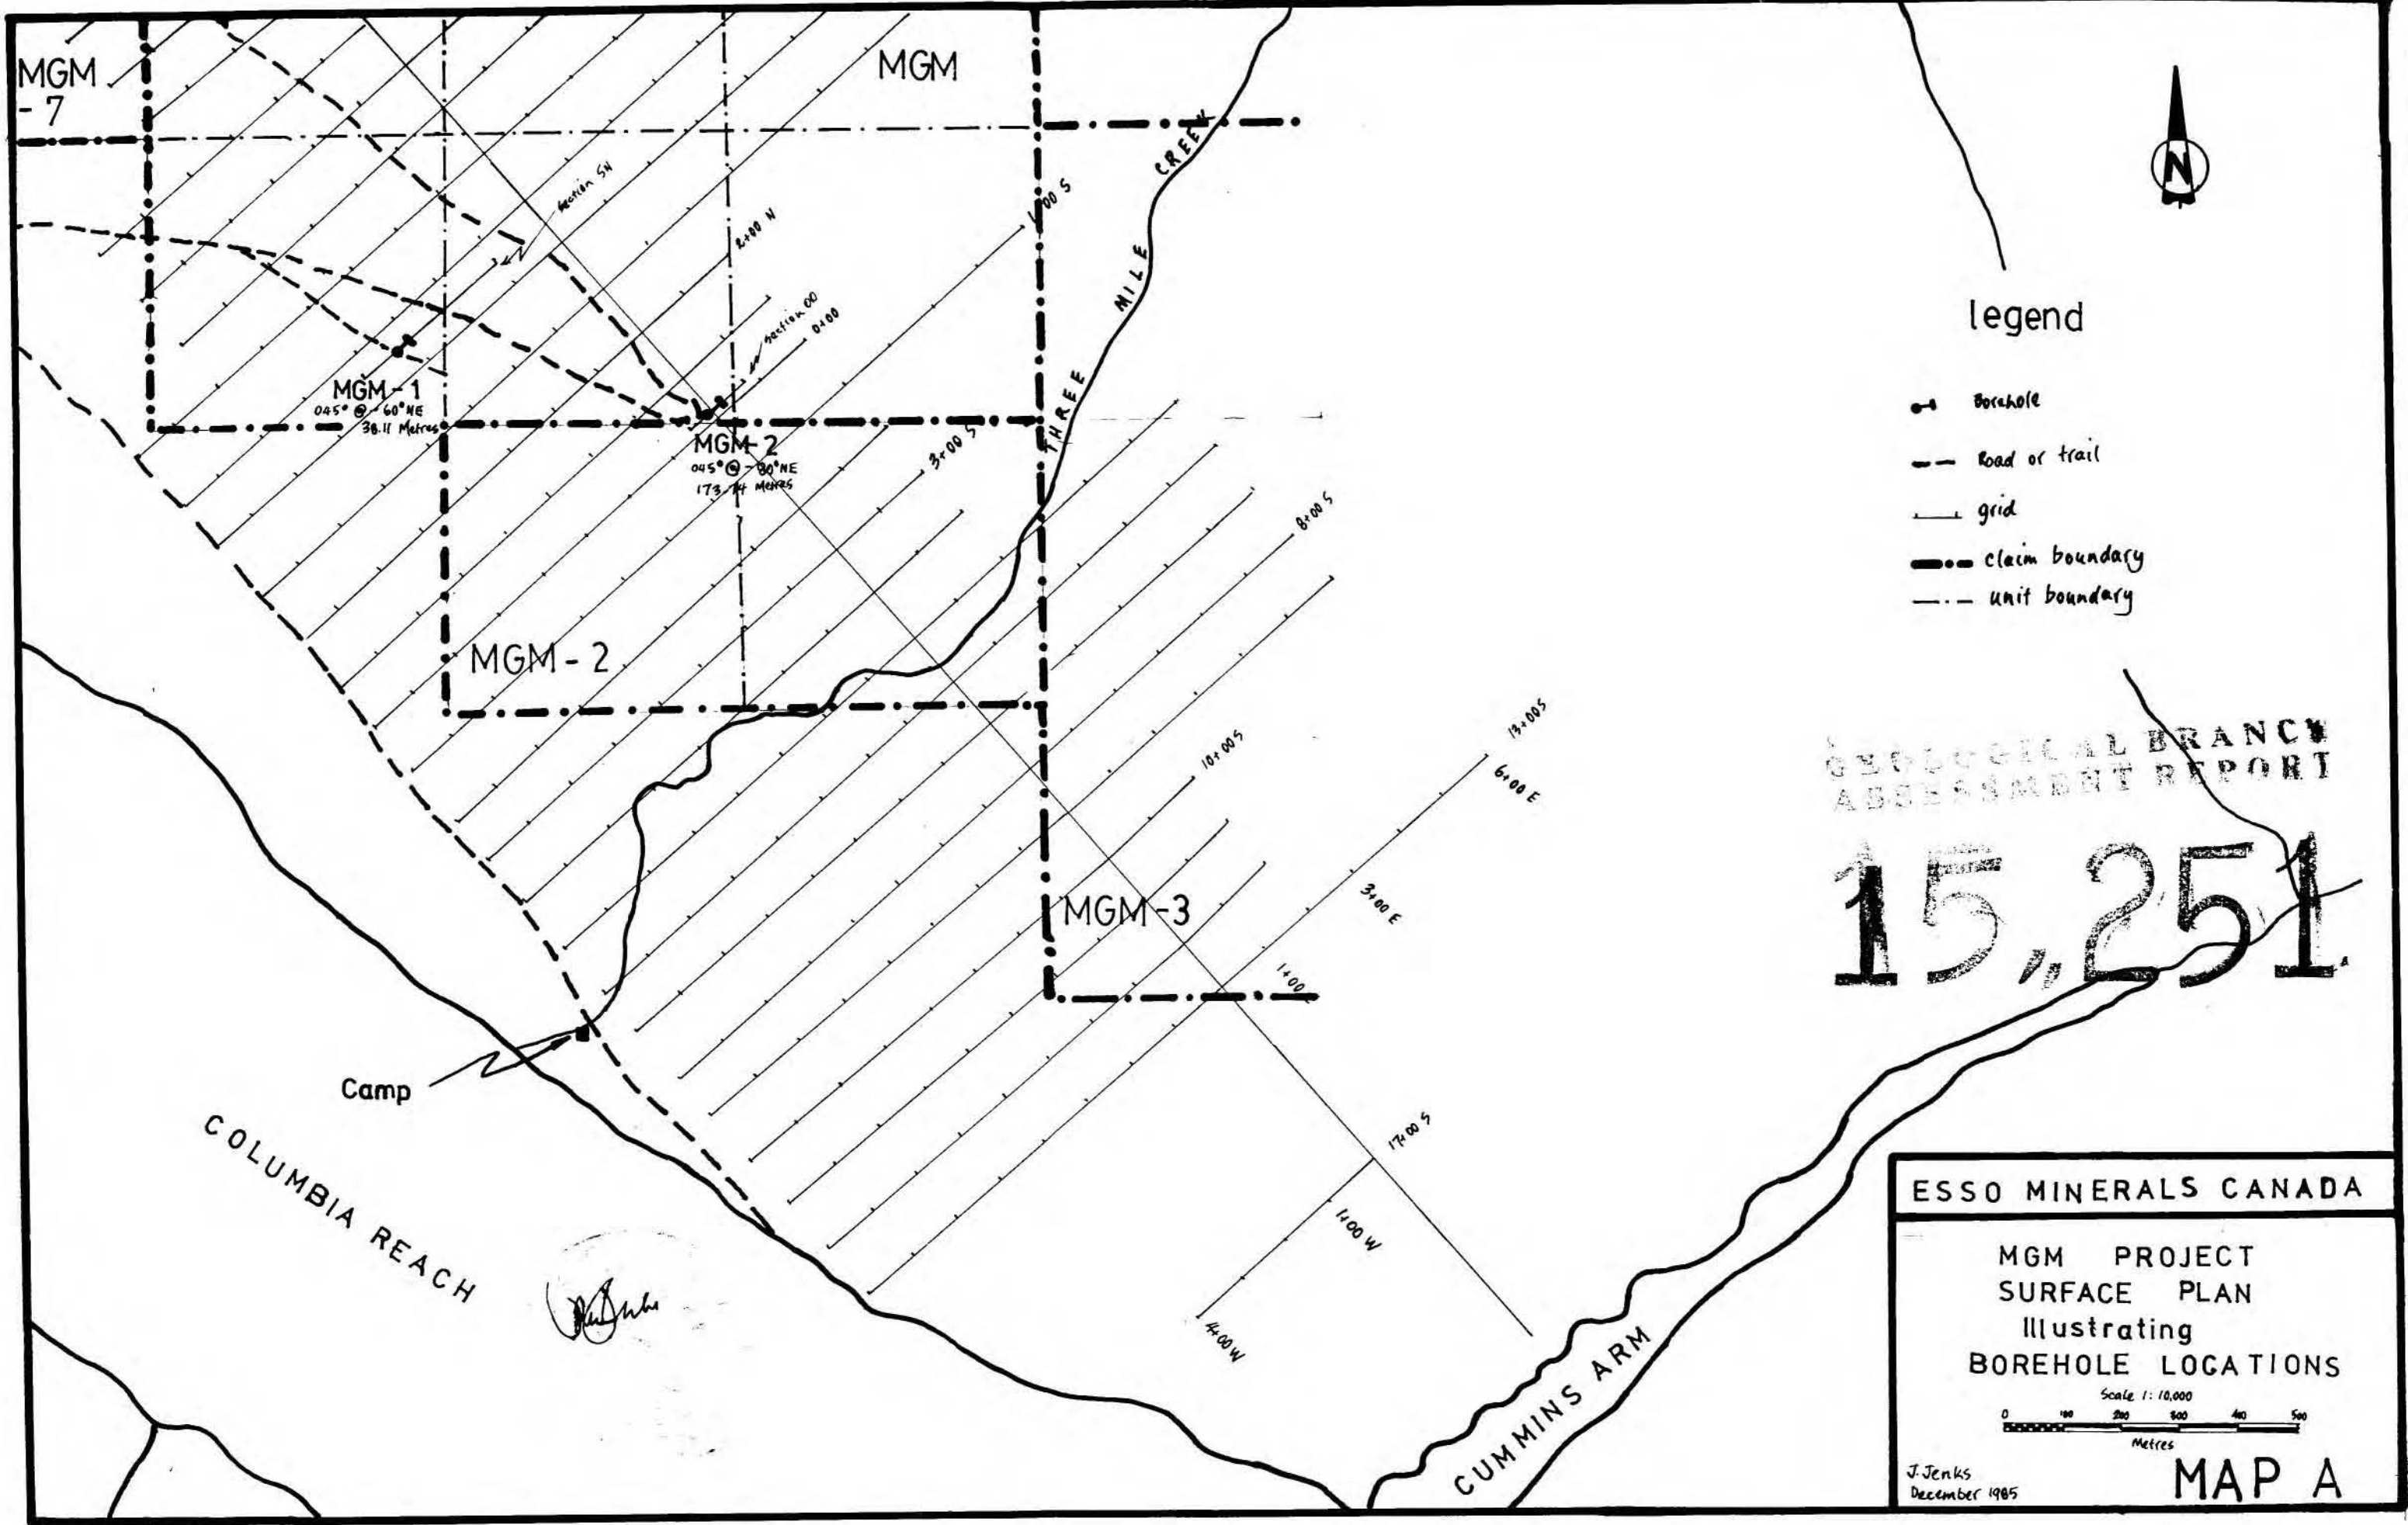 MGM
- 7
MGM
CREEK
MILE
THREE
Section 5N
2+00 N
1+00 S
Section 00
0+00
MGM-1
045° @ -60° NE
38.11 Metres
MGM-2
045° @ -80° NE
173.74 Metres
3+00 S
8+00 S
MGM-2
10+00 S
13+00 S
6+00 E
3+00 E
1+00 E
MGM-3
17+00 S
1+00 W
4+00 W
Camp
COLUMBIA REACH
CUMMINS ARM
N
legend
Borehole
Road or trail
grid
claim boundary
unit boundary
GEOLOGICAL BRANCH
ASSESSMENT REPORT
15,251
ESSO MINERALS CANADA
MGM PROJECT
SURFACE PLAN
Illustrating
BOREHOLE LOCATIONS
Scale 1:10,000
0 100 200 300 400 500
Metres
J. Jenks
December 1985
MAP A